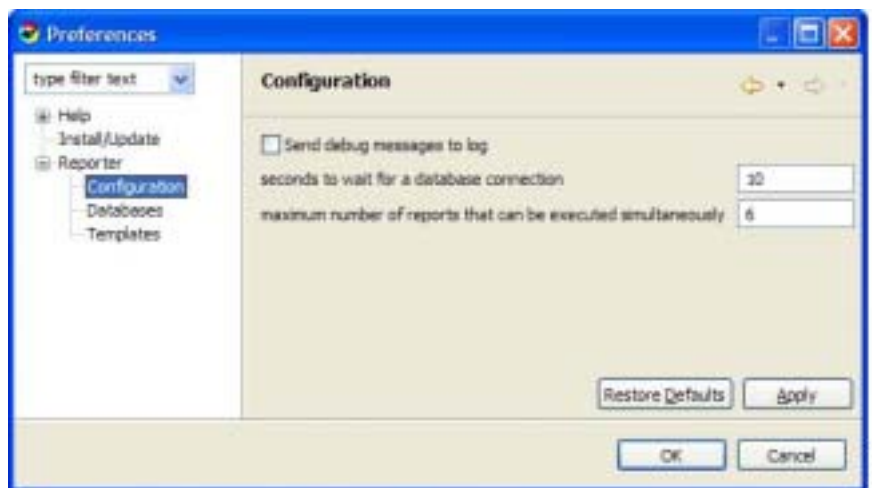 Preferences
type filter text
Help
Install/Update
Reporter
Configuration
Databases
Templates
Configuration
Send debug messages to log
seconds to wait for a database connection
10
maximum number of reports that can be executed simultaneously
6
Restore Defaults
Apply
OK
Cancel